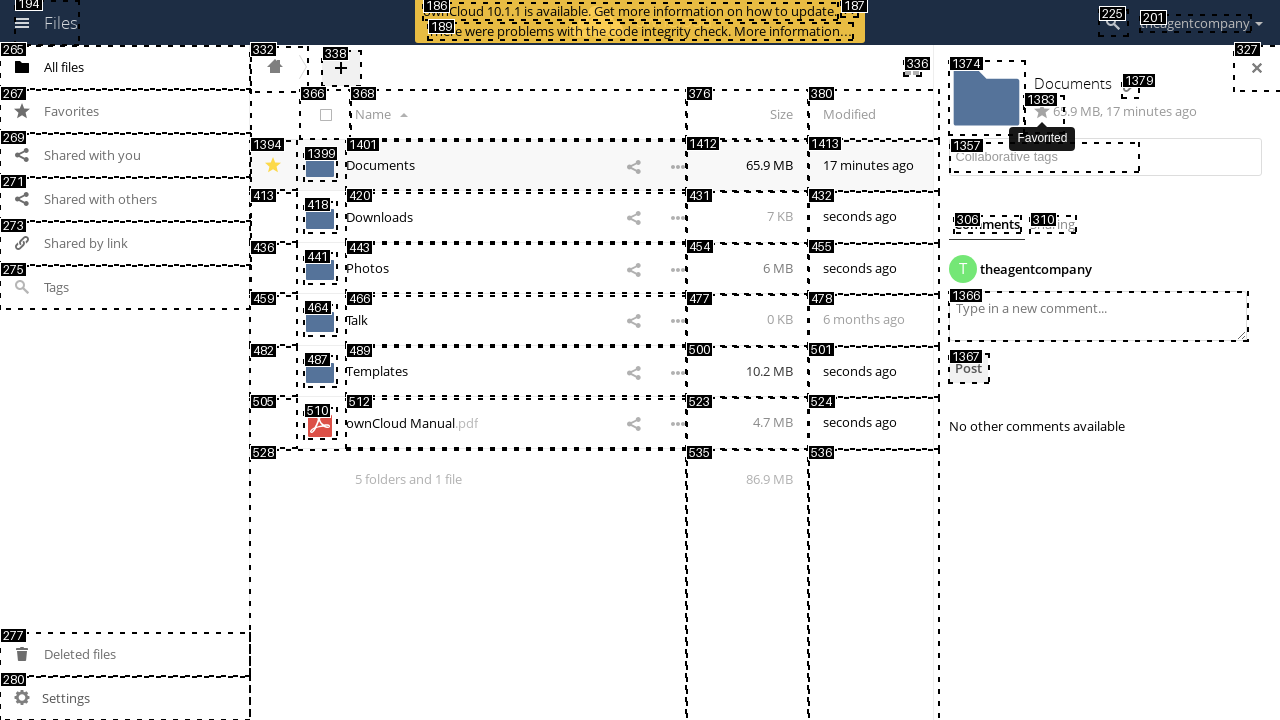 194
Files
186
ownCloud 10.1.1 is available. Get more information on how to update.
187
189
There were problems with the code integrity check. More information…
225
201
theagentcompany
265
All files
267
Favorites
269
Shared with you
271
Shared with others
273
Shared by link
275
Tags
277
Deleted files
280
Settings
332
338
+
336
366
368
Name
376
Size
380
Modified
1394
1399
1401
Documents
1412
65.9 MB
1413
17 minutes ago
413
418
420
Downloads
431
7 KB
432
seconds ago
436
441
443
Photos
454
6 MB
455
seconds ago
459
464
466
Talk
477
0 KB
478
6 months ago
482
487
489
Templates
500
10.2 MB
501
seconds ago
505
510
512
ownCloud Manual.pdf
523
4.7 MB
524
seconds ago
528
5 folders and 1 file
535
86.9 MB
536
327
1374
Documents
1379
1383
65.9 MB, 17 minutes ago
Favorited
1357
Collaborative tags
306
Comments
310
Sharing
T theagentcompany
1366
Type in a new comment...
1367
Post
No other comments available